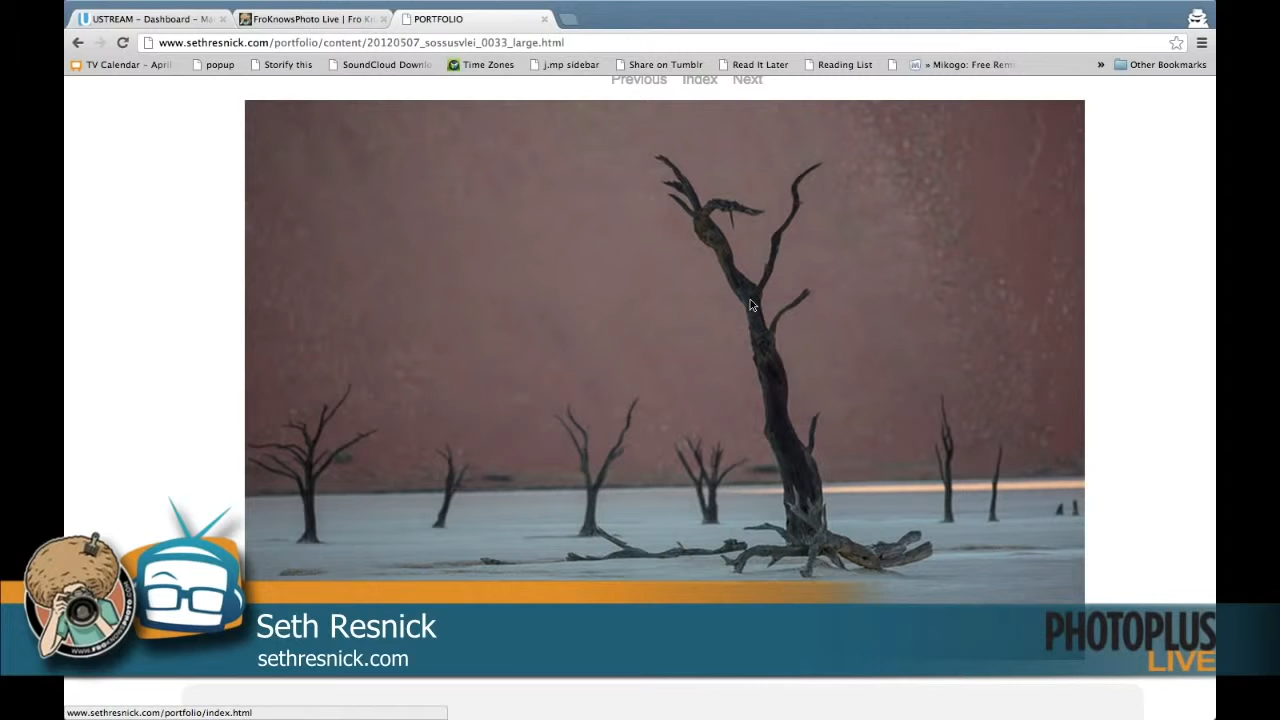 USTREAM – Dashboard – Ma
FroKnowsPhoto Live | Fro Kn
PORTFOLIO
www.sethresnick.com/portfolio/content/20120507_sossusvlei_0033_large.html
TV Calendar – April
popup
Storify this
SoundCloud Downlo
Time Zones
j.mp sidebar
Share on Tumblr
Read It Later
Reading List
» Mikogo: Free Rem
»
Other Bookmarks
Previous Index Next
Seth Resnick
sethresnick.com
PHOTOPLUS
LIVE
www.sethresnick.com/portfolio/index.html